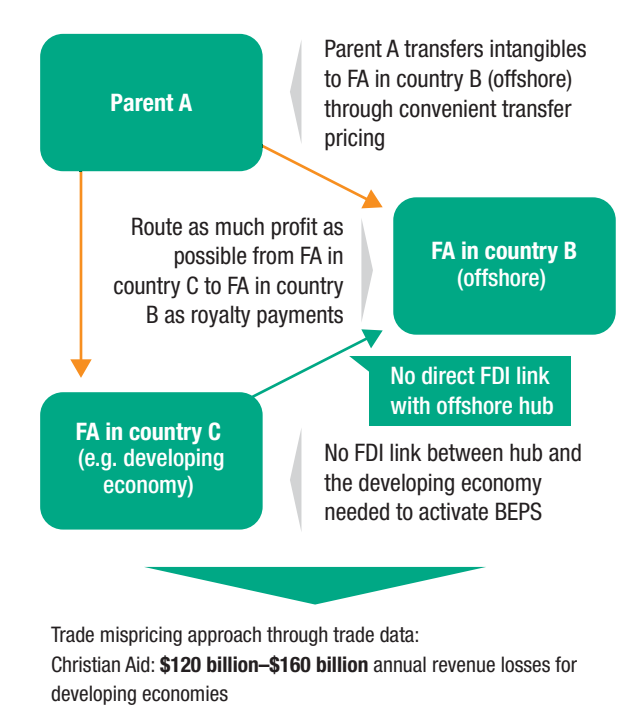 Parent A
Parent A transfers intangibles
to FA in country B (offshore)
through convenient transfer
pricing
Route as much profit as
possible from FA in
country C to FA in country
B as royalty payments
FA in country B
(offshore)
No direct FDI link
with offshore hub
FA in country C
(e.g. developing
economy)
No FDI link between hub and
the developing economy
needed to activate BEPS
Trade mispricing approach through trade data:
Christian Aid: $120 billion–$160 billion annual revenue losses for
developing economies